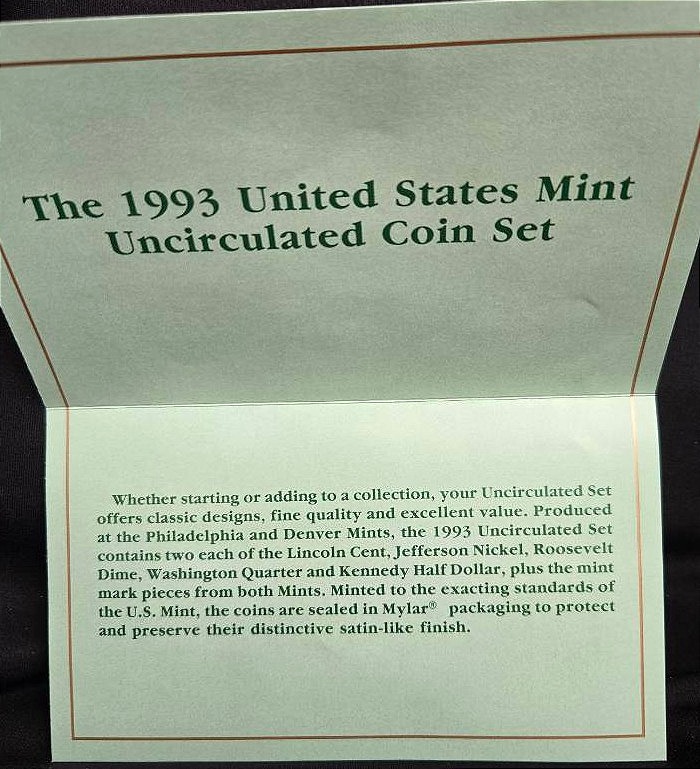 The 1993 United States Mint
Uncirculated Coin Set
Whether starting or adding to a collection, your Uncirculated Set
offers classic designs, fine quality and excellent value. Produced
at the Philadelphia and Denver Mints, the 1993 Uncirculated Set
contains two each of the Lincoln Cent, Jefferson Nickel, Roosevelt
Dime, Washington Quarter and Kennedy Half Dollar, plus the mint
mark pieces from both Mints. Minted to the exacting standards of
the U.S. Mint, the coins are sealed in Mylar® packaging to protect
and preserve their distinctive satin-like finish.